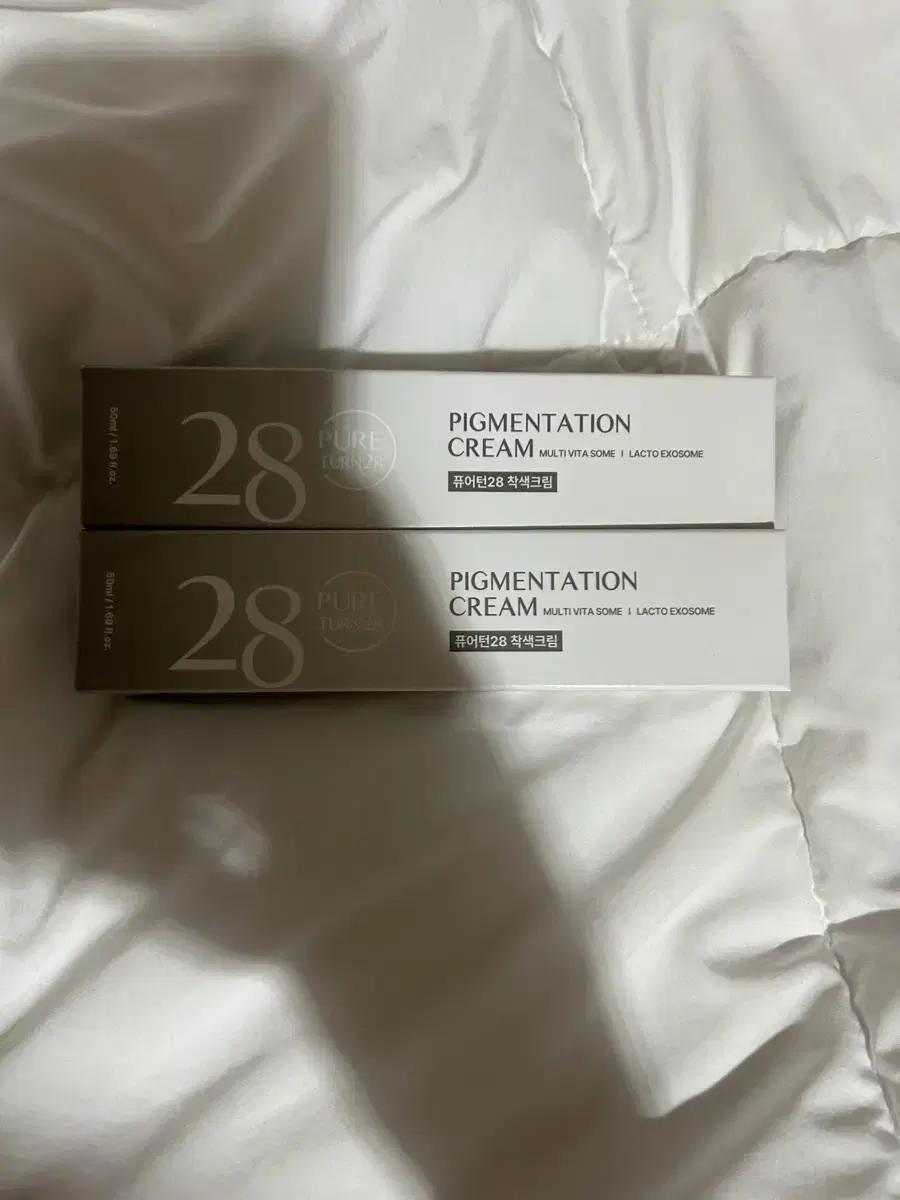 50ml / 1.69 fl.oz.
28
PURE
TURN28
PIGMENTATION
CREAM MULTI VITA SOME | LACTO EXOSOME
퓨어턴28 착색크림
50ml / 1.69 fl.oz.
28
PURE
TURN28
PIGMENTATION
CREAM MULTI VITA SOME | LACTO EXOSOME
퓨어턴28 착색크림